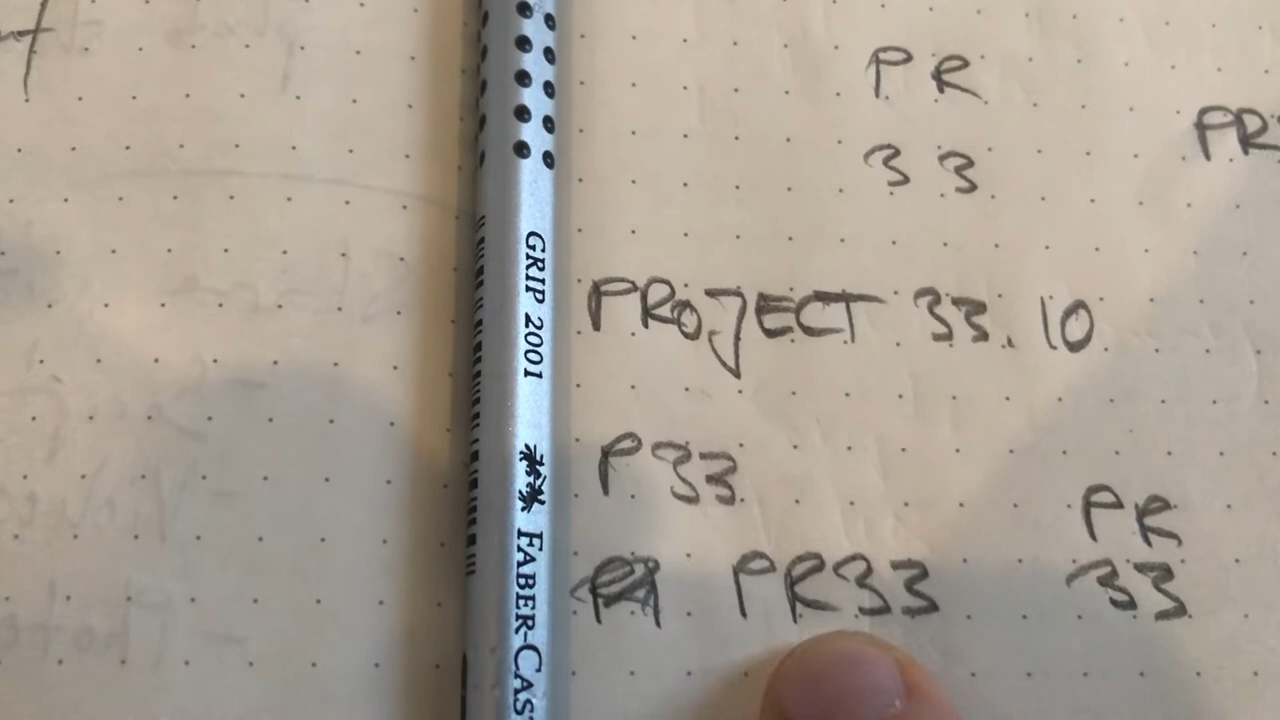 GRIP 2001 FABER-CAS
PR
33
PR
PROJECT 33.10
P33
PR33
PR
33